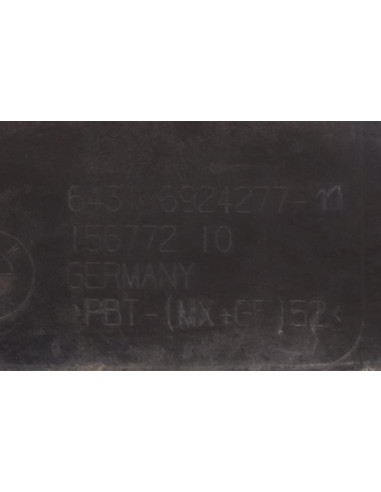 6431 6924277-11
156772 10
GERMANY
>PBT-(MX+GF)52<